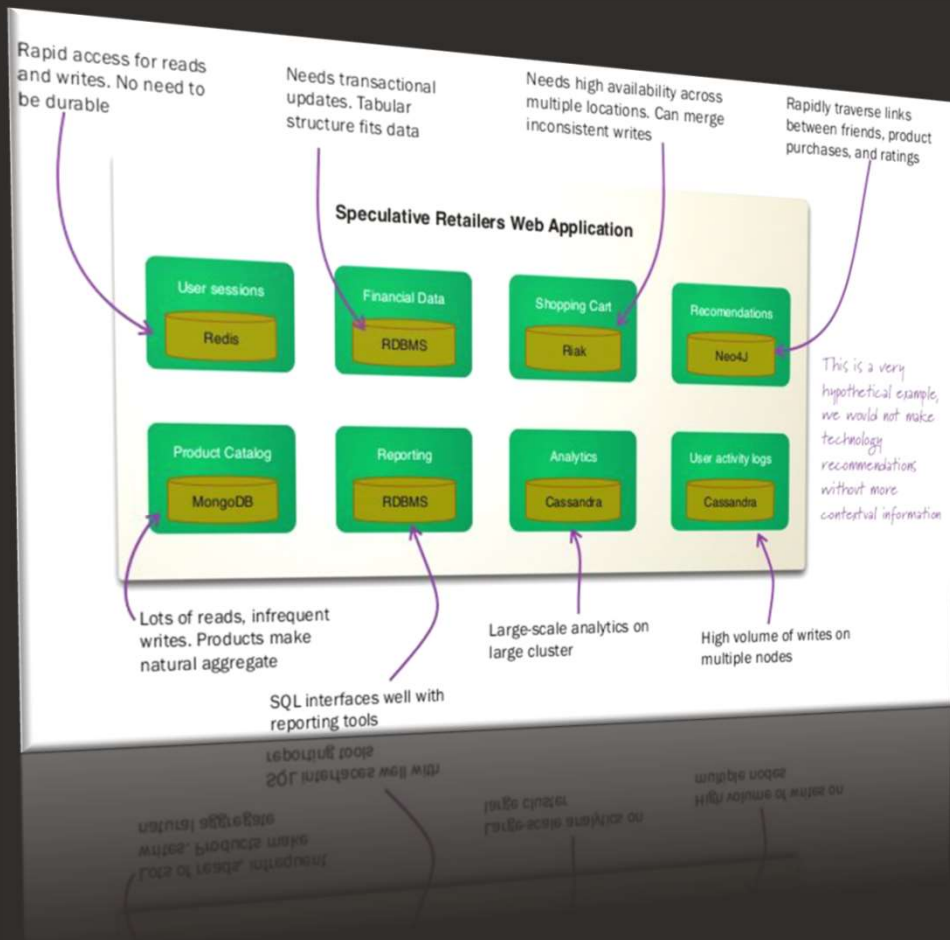 Rapid access for reads
and writes. No need to
be durable
Needs transactional
updates. Tabular
structure fits data
Needs high availability across
multiple locations. Can merge
inconsistent writes
Rapidly traverse links
between friends, product
purchases, and ratings
Speculative Retailers Web Application
User sessions
Redis
Financial Data
RDBMS
Shopping Cart
Riak
Recomendations
Neo4J
This is a very
hypothetical example,
we would not make
technology
recommendations
without more
contextual information
Product Catalog
MongoDB
Reporting
RDBMS
Analytics
Cassandra
User activity logs
Cassandra
Lots of reads, infrequent
writes. Products make
natural aggregate
SQL interfaces well with
reporting tools
Large-scale analytics on
large cluster
High volume of writes on
multiple nodes